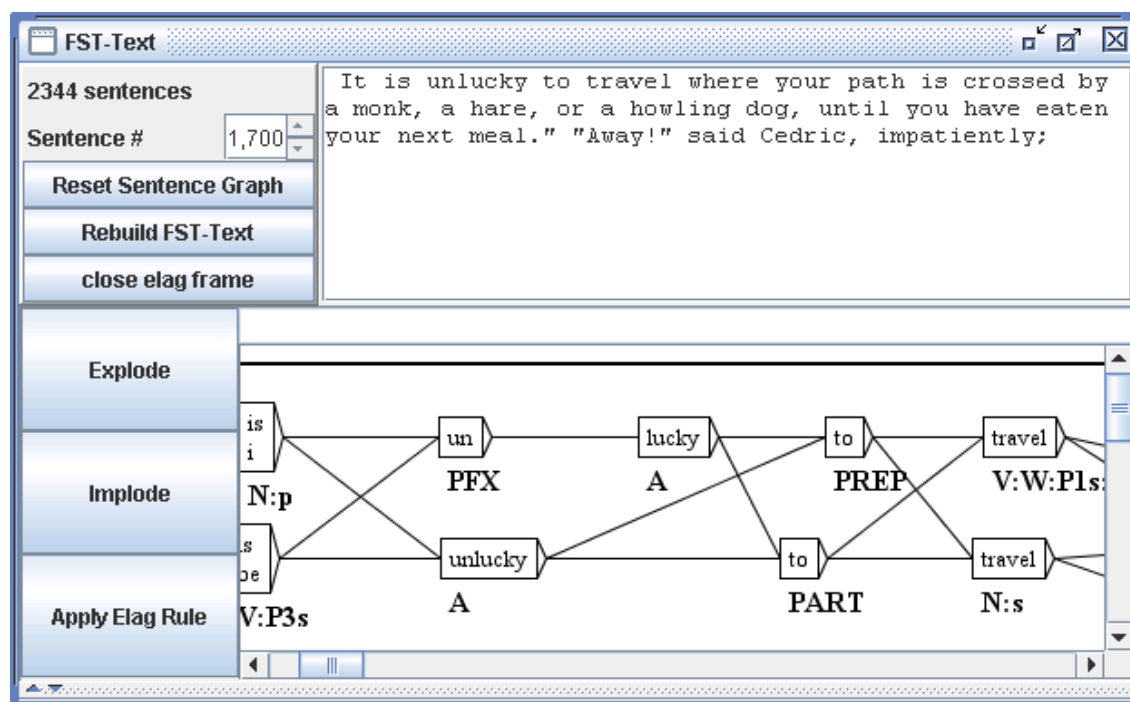 FST-Text
2344 sentences
Sentence # 1,700
Reset Sentence Graph
Rebuild FST-Text
close elag frame
It is unlucky to travel where your path is crossed by
a monk, a hare, or a howling dog, until you have eaten
your next meal." "Away!" said Cedric, impatiently;
Explode
Implode
Apply Elag Rule
is un lucky to travel
i
N:p PFX A PREP V:W:P1s:
s unlucky to travel
be
V:P3s A PART N:s